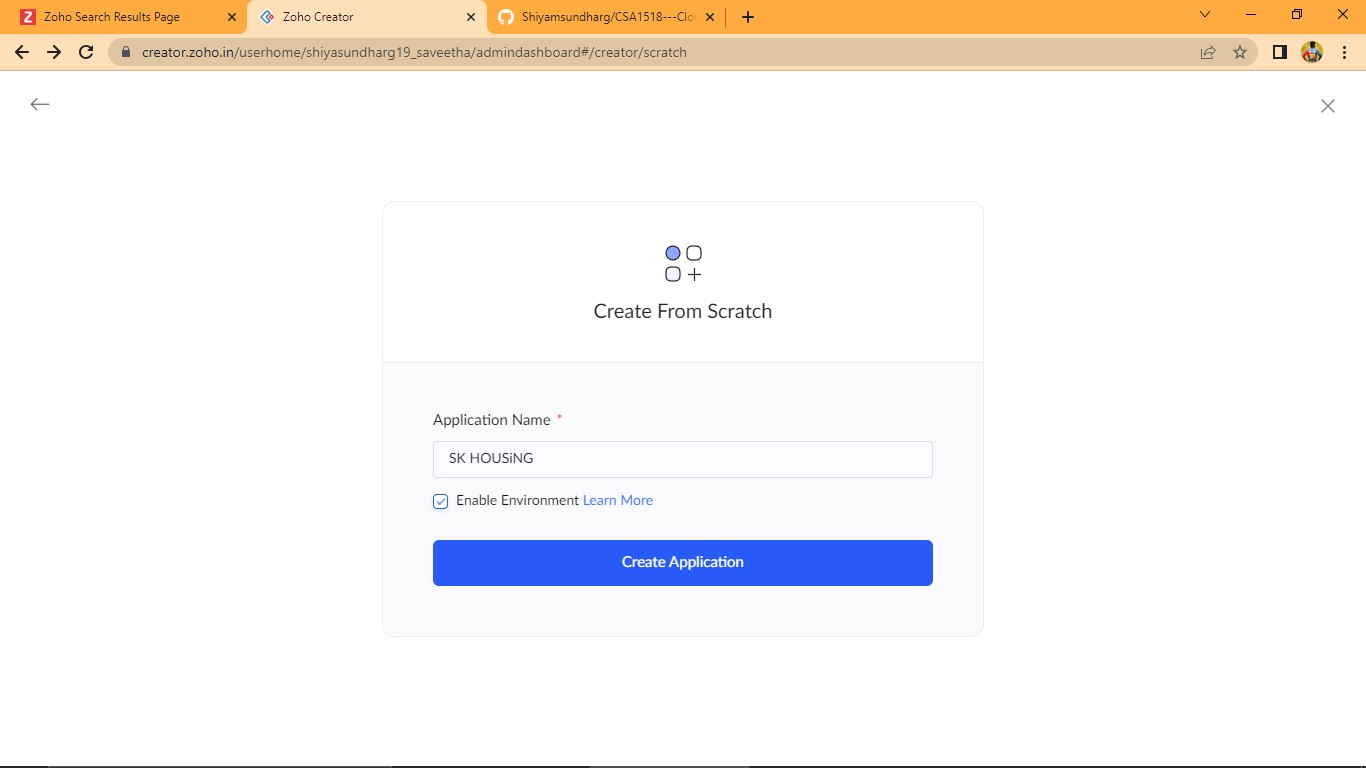 Zoho Search Results Page
Zoho Creator
Shiyamsundharg/CSA1518---Clo
creator.zoho.in/userhome/shiyasundharg19_saveetha/admindashboard#/creator/scratch
Create From Scratch
Application Name *
SK HOUSiNG
Enable Environment Learn More
Create Application